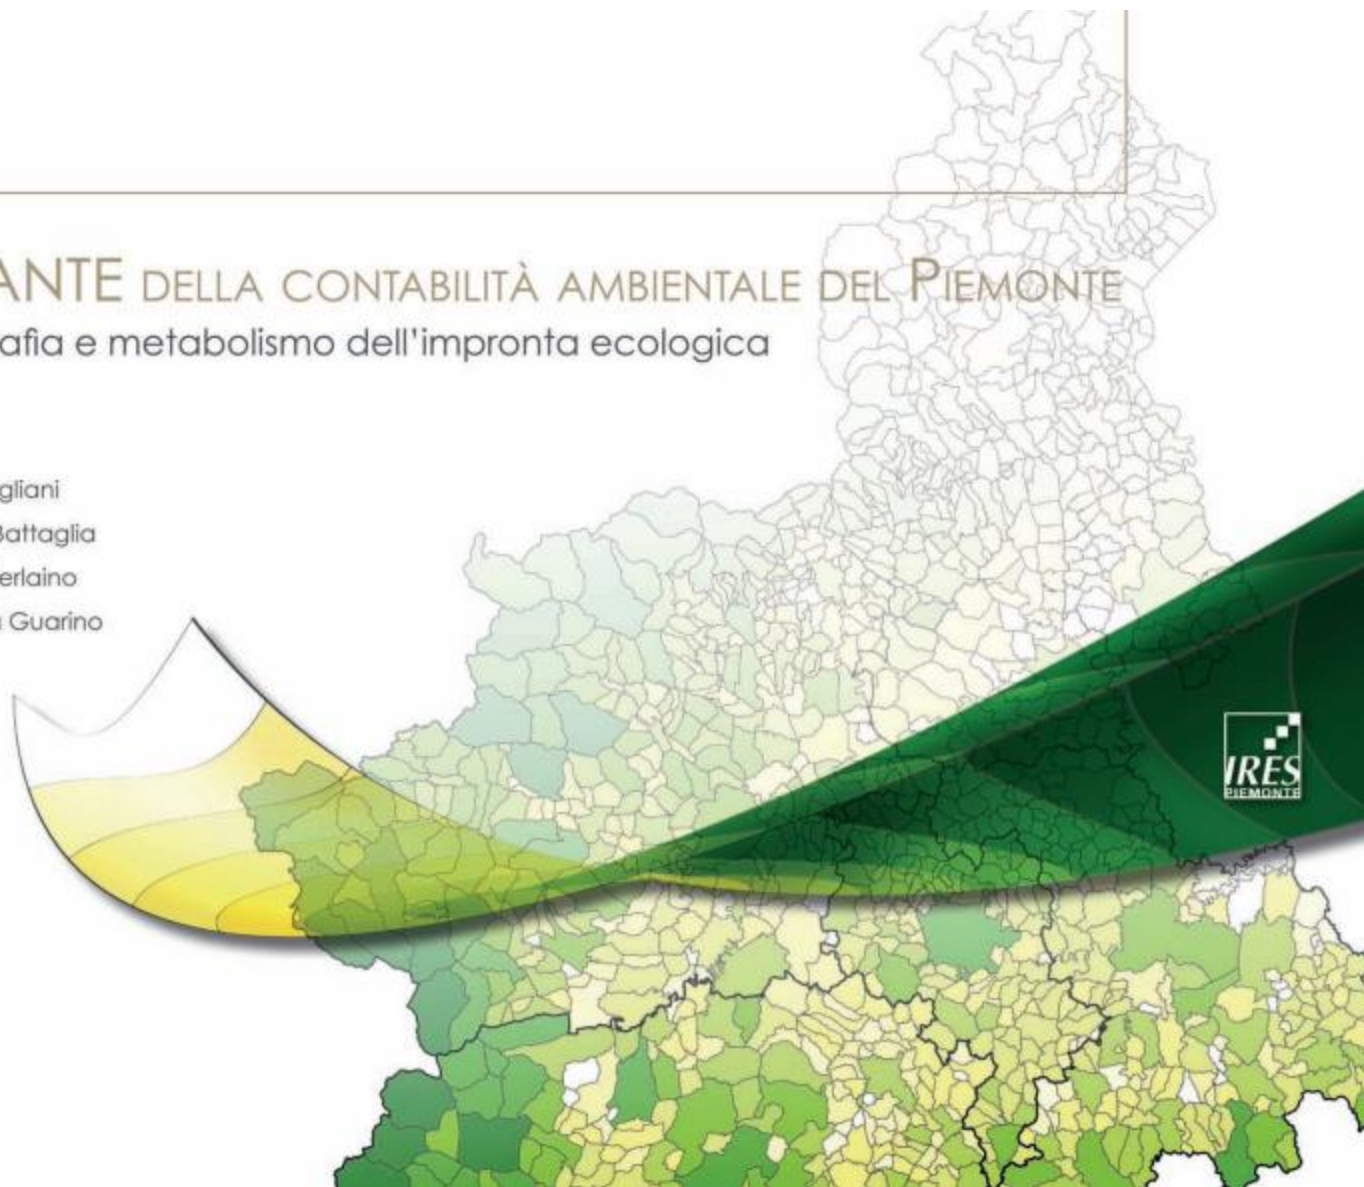 ANTE DELLA CONTABILITÀ AMBIENTALE DEL PIEMONTE
afia e metabolismo dell'impronta ecologica
gliani
Battaglia
erlaino
Guarino
IRES
PIEMONTE